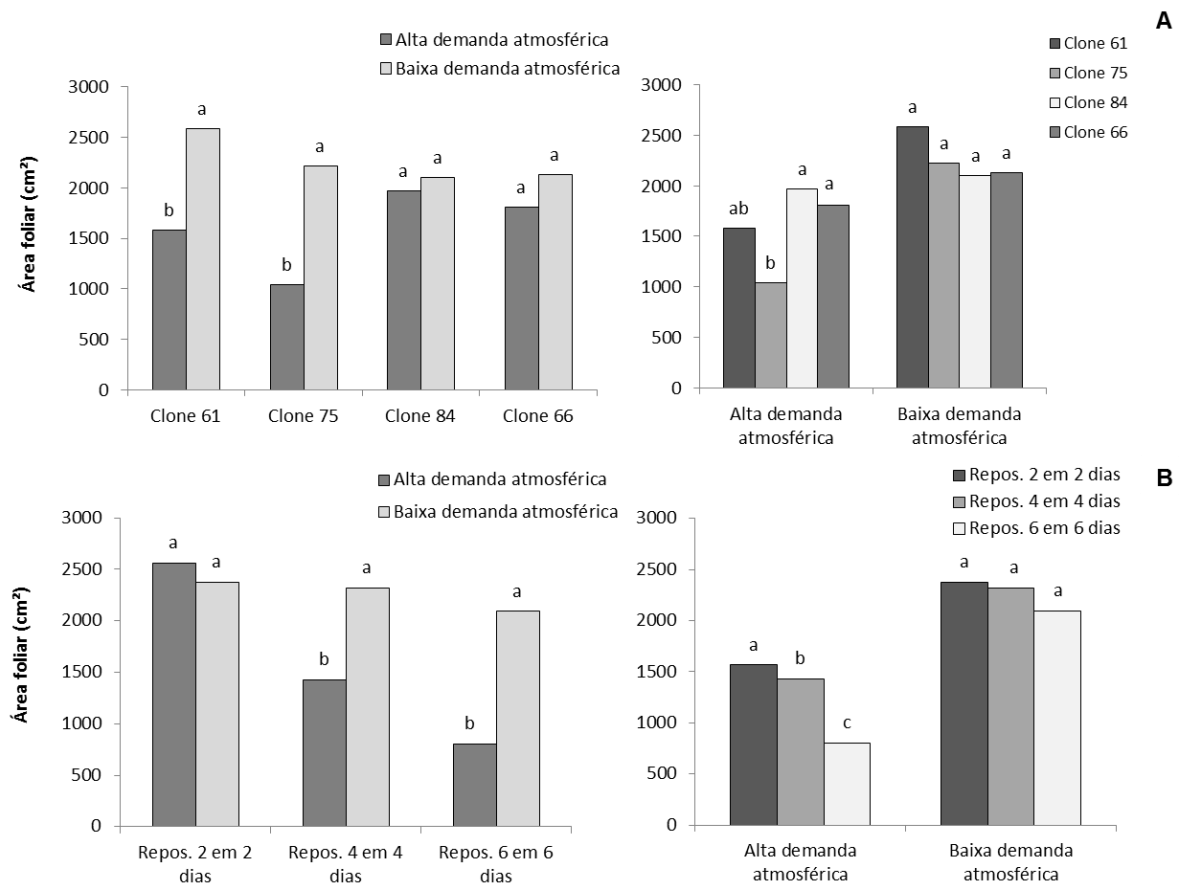 A
Alta demanda atmosférica
Baixa demanda atmosférica
Área foliar (cm²)
3000
2500
2000
1500
1000
500
0
b
a
b
a
a
a
a
a
Clone 61
Clone 75
Clone 84
Clone 66
Clone 61
Clone 75
Clone 84
Clone 66
3000
2500
2000
1500
1000
500
0
ab
b
a
a
a
a
a
a
Alta demanda
atmosférica
Baixa demanda
atmosférica
B
Alta demanda atmosférica
Baixa demanda atmosférica
Área foliar (cm²)
3000
2500
2000
1500
1000
500
0
a
a
b
a
b
a
Repos. 2 em 2
dias
Repos. 4 em 4
dias
Repos. 6 em 6
dias
Repos. 2 em 2 dias
Repos. 4 em 4 dias
Repos. 6 em 6 dias
3000
2500
2000
1500
1000
500
0
a
b
c
a
a
a
Alta demanda
atmosférica
Baixa demanda
atmosférica